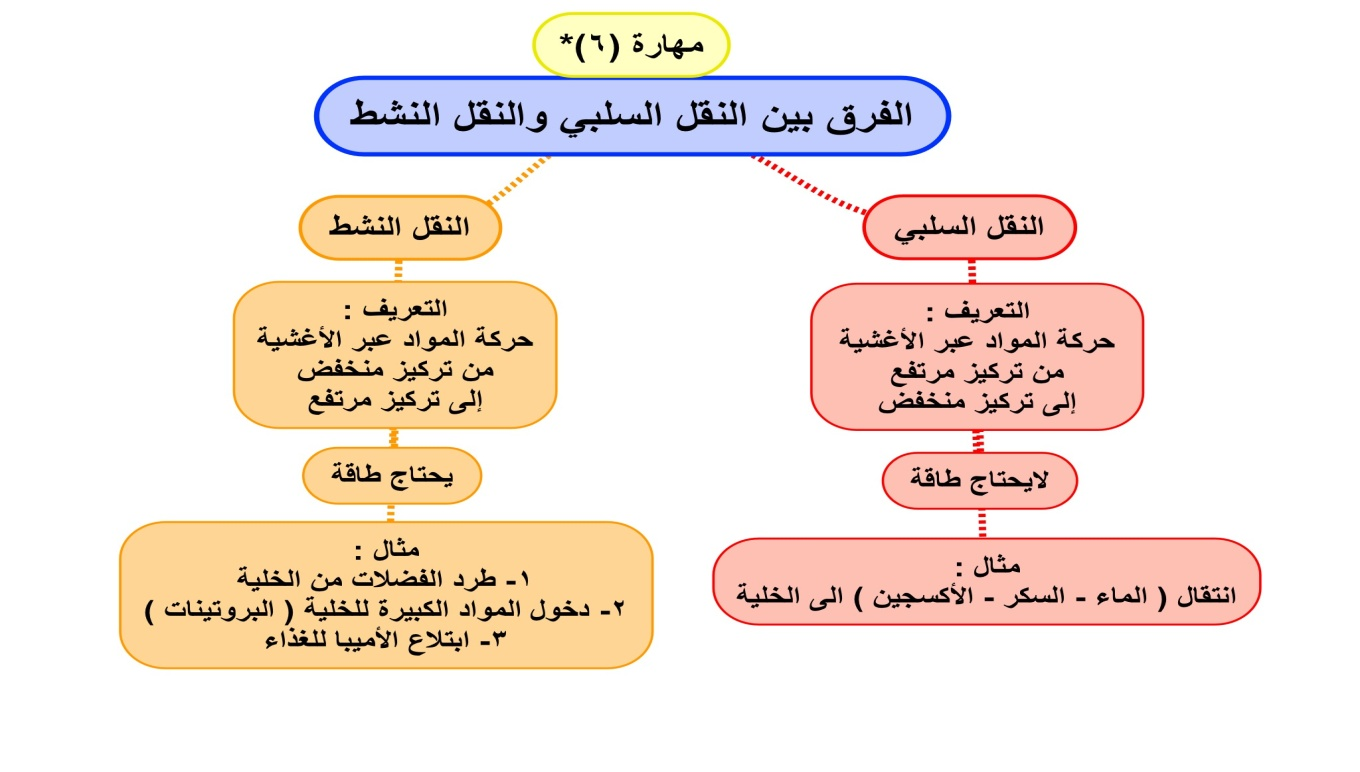 مهارة (٦)*
الفرق بين النقل السلبي والنقل النشط
النقل السلبي
التعريف :
حركة المواد عبر الأغشية
من تركيز مرتفع
إلى تركيز منخفض
لايحتاج طاقة
مثال :
انتقال ( الماء - السكر - الأكسجين ) الى الخلية
النقل النشط
التعريف :
حركة المواد عبر الأغشية
من تركيز منخفض
إلى تركيز مرتفع
يحتاج طاقة
مثال :
١- طرد الفضلات من الخلية
٢- دخول المواد الكبيرة للخلية ( البروتينات )
٣- ابتلاع الأميبا للغذاء